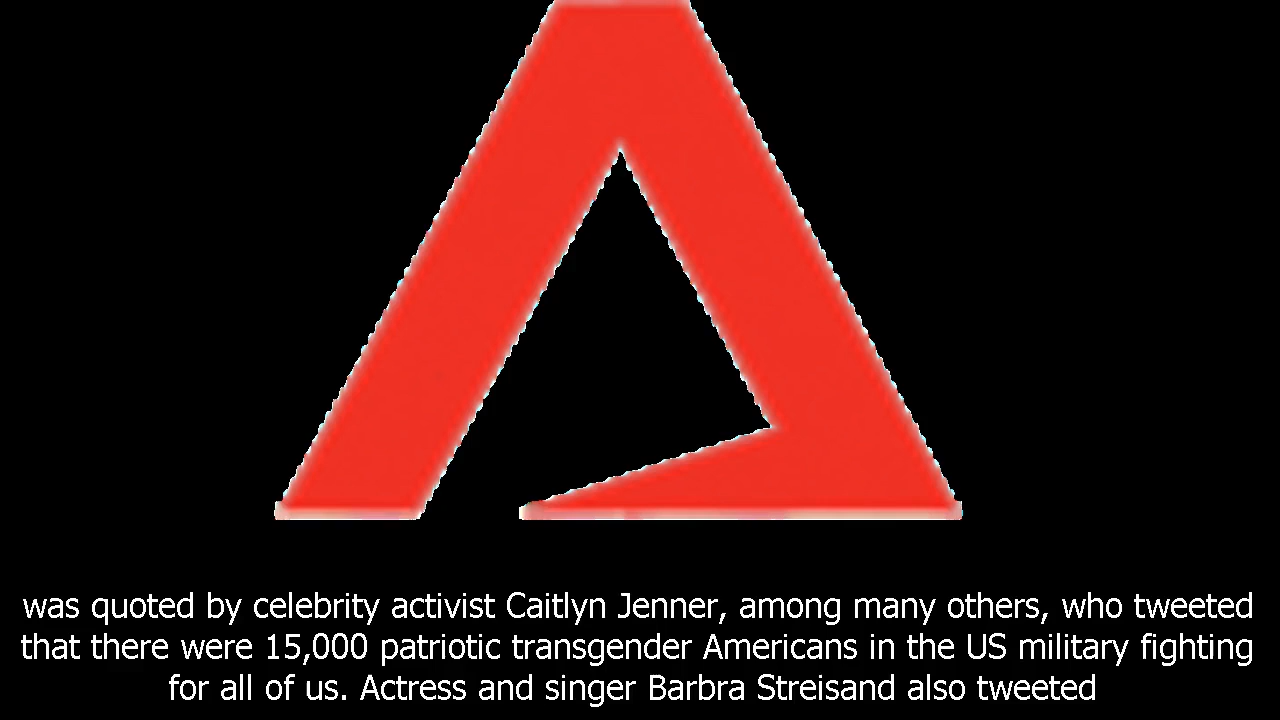 was quoted by celebrity activist Caitlyn Jenner, among many others, who tweeted
that there were 15,000 patriotic transgender Americans in the US military fighting
for all of us. Actress and singer Barbra Streisand also tweeted